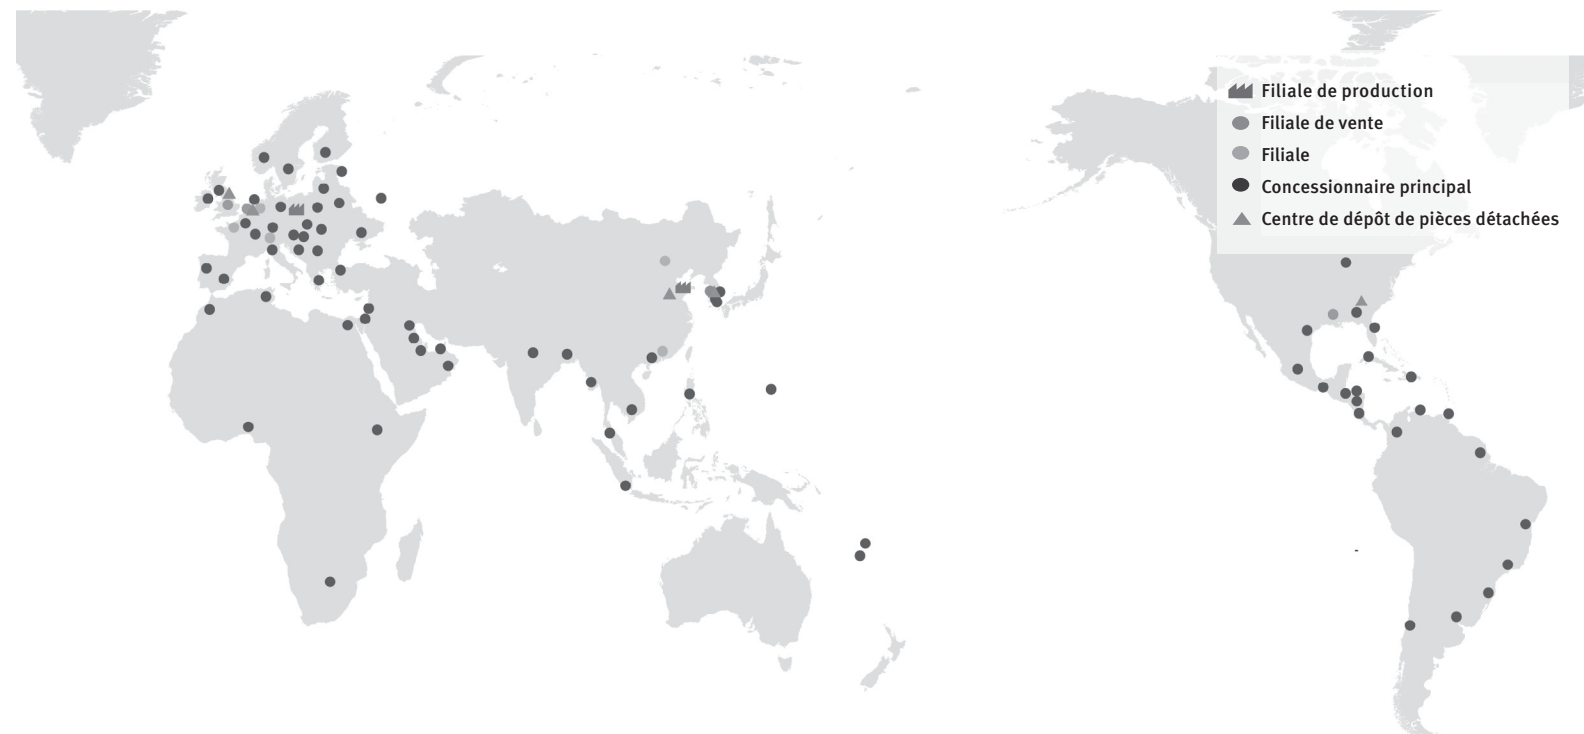 Filiale de production
Filiale de vente
Filiale
Concessionnaire principal
Centre de dépôt de pièces détachées